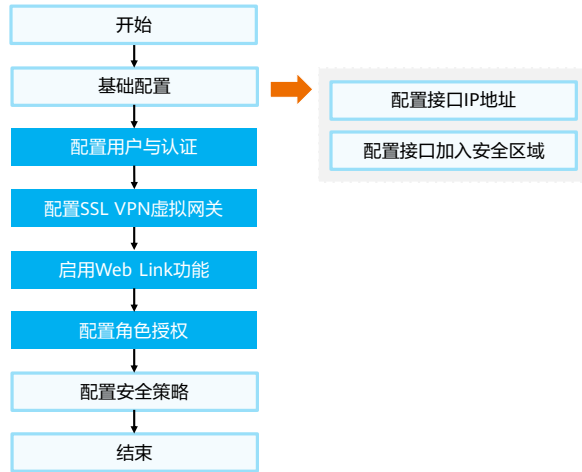 开始
基础配置
配置用户与认证
配置SSL VPN虚拟网关
启用Web Link功能
配置角色授权
配置安全策略
结束
配置接口IP地址
配置接口加入安全区域